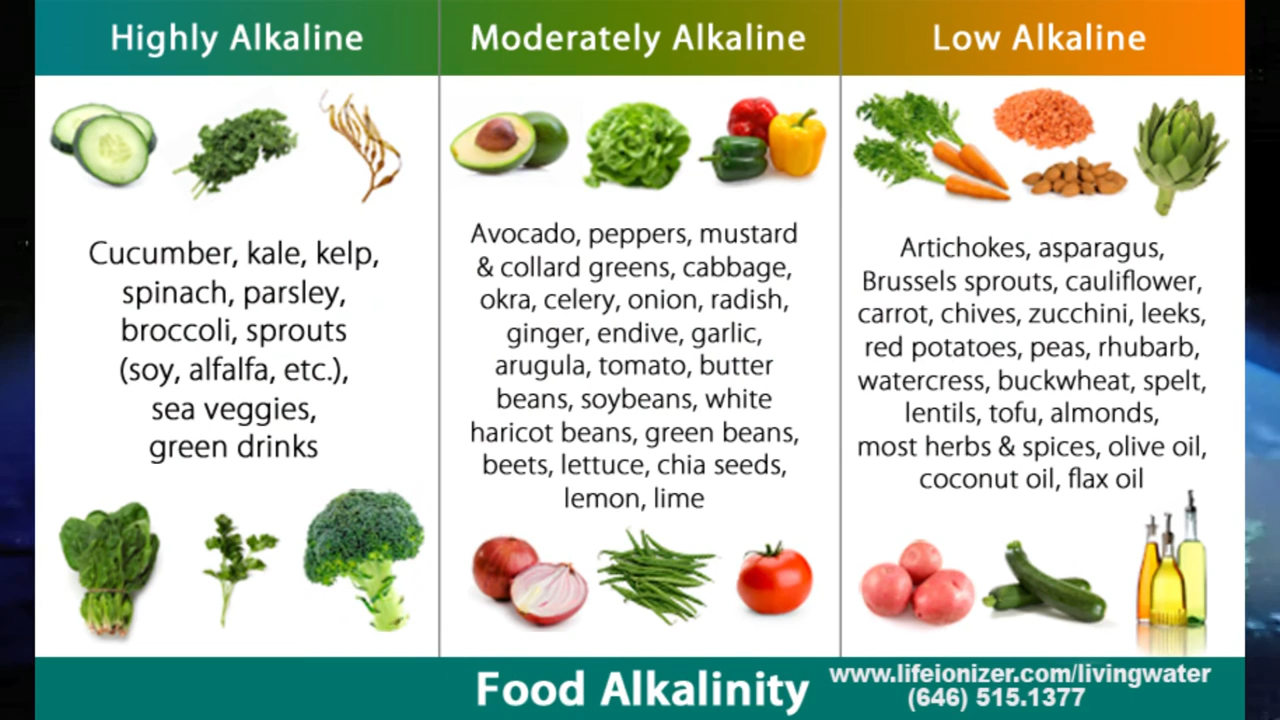 Highly Alkaline
Cucumber, kale, kelp,
spinach, parsley,
broccoli, sprouts
(soy, alfalfa, etc.),
sea veggies,
green drinks
Moderately Alkaline
Avocado, peppers, mustard
& collard greens, cabbage,
okra, celery, onion, radish,
ginger, endive, garlic,
arugula, tomato, butter
beans, soybeans, white
haricot beans, green beans,
beets, lettuce, chia seeds,
lemon, lime
Low Alkaline
Artichokes, asparagus,
Brussels sprouts, cauliflower,
carrot, chives, zucchini, leeks,
red potatoes, peas, rhubarb,
watercress, buckwheat, spelt,
lentils, tofu, almonds,
most herbs & spices, olive oil,
coconut oil, flax oil
Food Alkalinity
www.lifeionizer.com/livingwater
(646) 515.1377